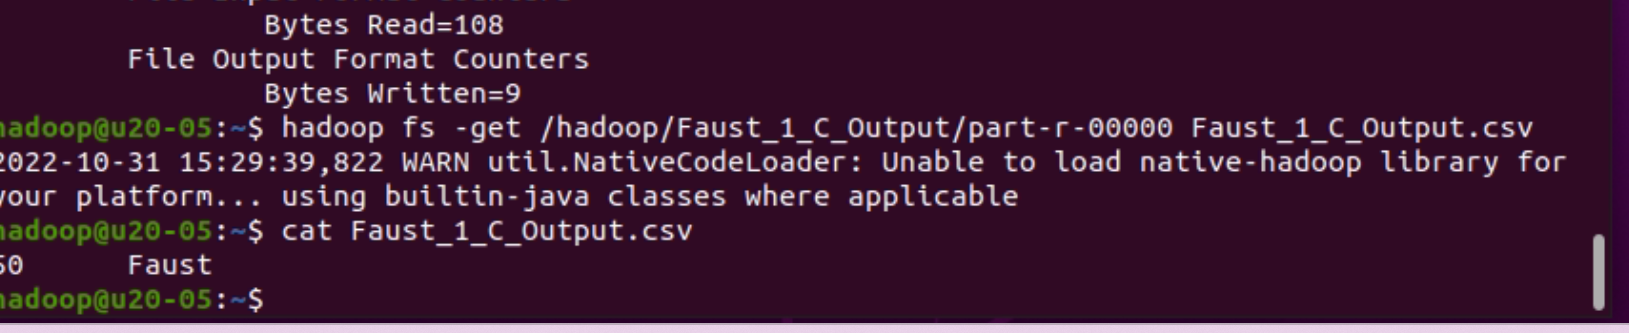 Bytes Read=108
File Output Format Counters
Bytes Written=9
hadoop@u20-05:~$ hadoop fs -get /hadoop/Faust_1_C_Output/part-r-00000 Faust_1_C_Output.csv
2022-10-31 15:29:39,822 WARN util.NativeCodeLoader: Unable to load native-hadoop library for
your platform... using builtin-java classes where applicable
hadoop@u20-05:~$ cat Faust_1_C_Output.csv
50 Faust
hadoop@u20-05:~$